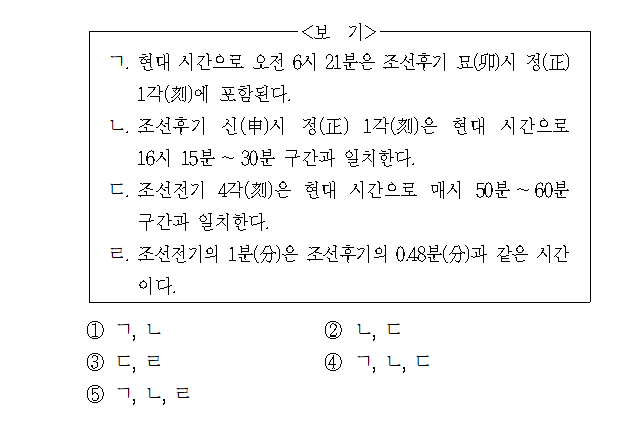 <보 기>
ㄱ. 현대 시간으로 오전 6시 21분은 조선후기 묘(卯)시 정(正)
1각(刻)에 포함된다.
ㄴ. 조선후기 신(申)시 정(正) 1각(刻)은 현대 시간으로
16시 15분 ~ 30분 구간과 일치한다.
ㄷ. 조선전기 4각(刻)은 현대 시간으로 매시 50분 ~ 60분
구간과 일치한다.
ㄹ. 조선전기의 1분(分)은 조선후기의 0.48분(分)과 같은 시간
이다.
① ㄱ, ㄴ ② ㄴ, ㄷ
③ ㄷ, ㄹ ④ ㄱ, ㄴ, ㄷ
⑤ ㄱ, ㄴ, ㄹ